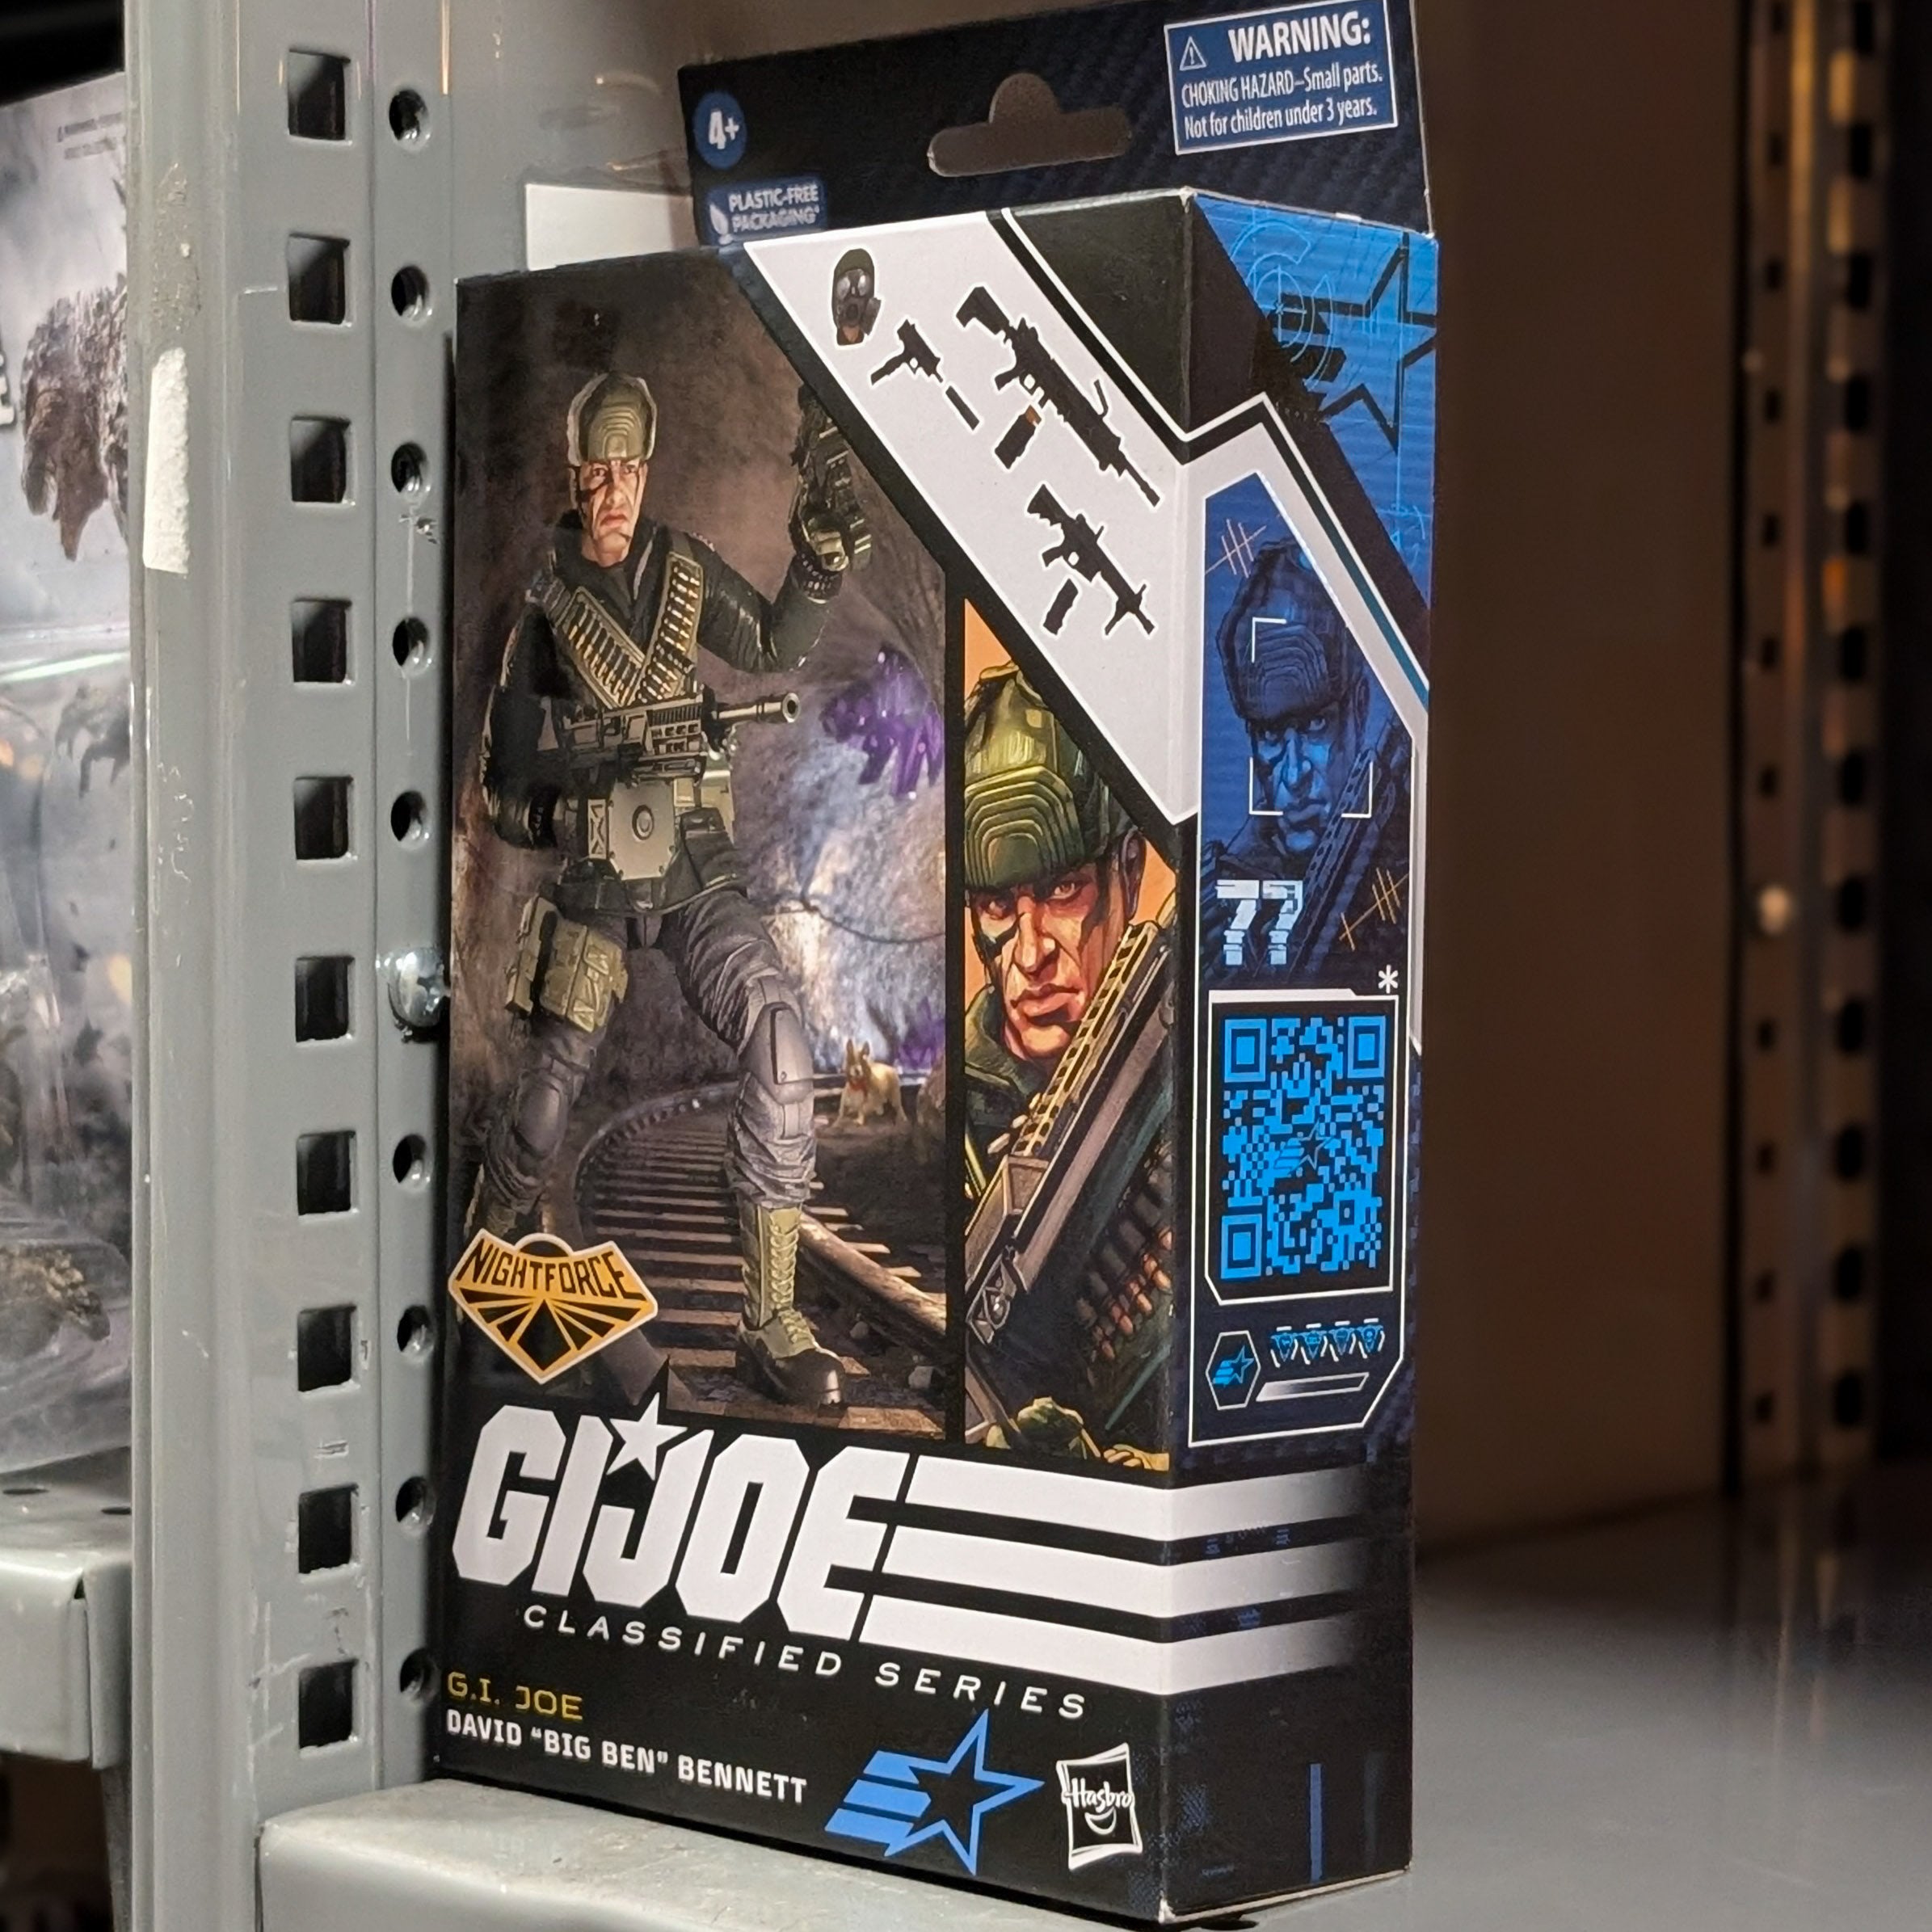 4+
PLASTIC-FREE
PACKAGING*
WARNING:
CHOKING HAZARD–Small parts.
Not for children under 3 years.
77
*
NIGHTFORCE
GI JOE
CLASSIFIED SERIES
G.I. JOE
DAVID “BIG BEN” BENNETT
Hasbro